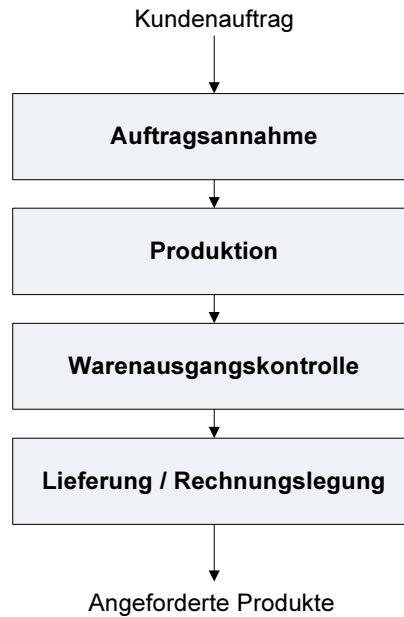 Kundenauftrag
Auftragsannahme
Produktion
Warenausgangskontrolle
Lieferung / Rechnungslegung
Angeforderte Produkte